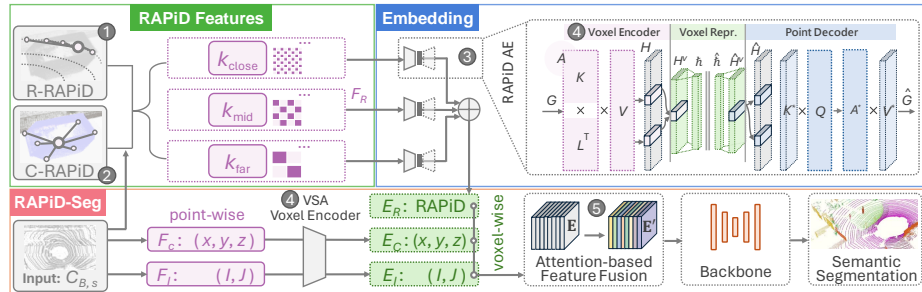 RAPiD Features
Embedding
1
R-RAPiD
C-RAPiD
2
k_close
...
k_mid
...
k_far
...
F_R
3
RAPiD AE
4 Voxel Encoder
Voxel Repr.
Point Decoder
A
K
H
H^V
ħ
ĥ
Ĥ^V
Ĥ
G
×
×
V
L^T
K*
×
Q
A*
×
V*
Ĝ
RAPiD-Seg
Input: C_B,s
point-wise
F_C: (x, y, z)
F_I: (I, J)
4 VSA
Voxel Encoder
E_R: RAPiD
E_C: (x, y, z)
E_I: (I, J)
voxel-wise
E
5
E′
Attention-based
Feature Fusion
Backbone
Semantic
Segmentation